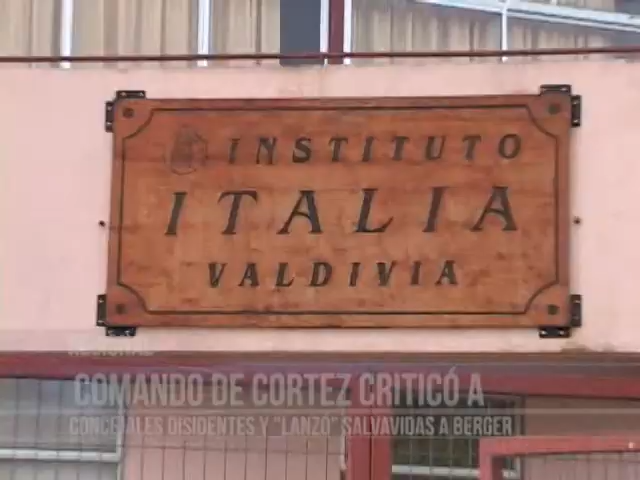 INSTITUTO
ITALIA
VALDIVIA
COMANDO DE CORTEZ CRITICÓ A
CONCEJALES DISIDENTES Y "LANZÓ" SALVAVIDAS A BERGER